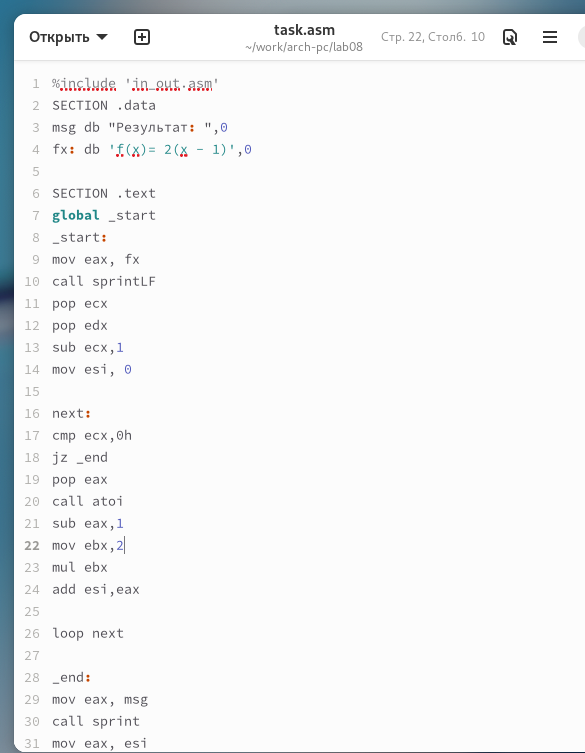 Открыть
task.asm
~/work/arch-pc/lab08
Стр. 22, Столб. 10
1 %include 'in_out.asm'
2 SECTION .data
3 msg db "Результат: ",0
4 fx: db 'f(x)= 2(x - 1)',0
5
6 SECTION .text
7 global _start
8 _start:
9 mov eax, fx
10 call sprintLF
11 pop ecx
12 pop edx
13 sub ecx,1
14 mov esi, 0
15
16 next:
17 cmp ecx,0h
18 jz _end
19 pop eax
20 call atoi
21 sub eax,1
22 mov ebx,2
23 mul ebx
24 add esi,eax
25
26 loop next
27
28 _end:
29 mov eax, msg
30 call sprint
31 mov eax, esi